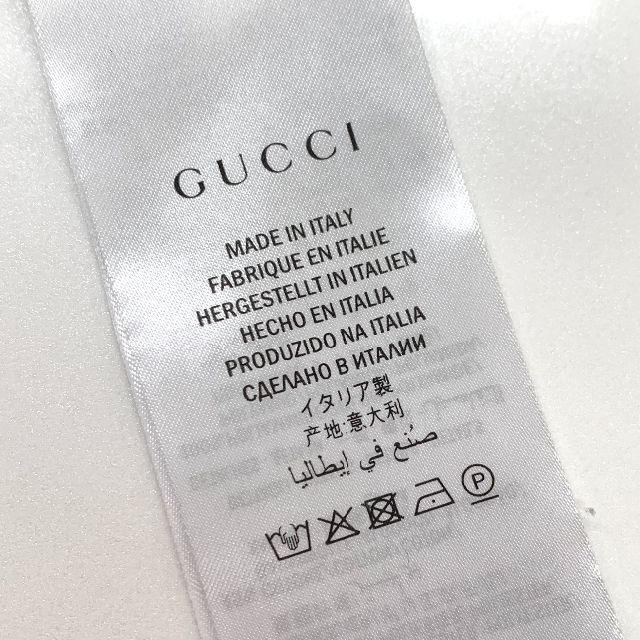 GUCCI
MADE IN ITALY
FABRIQUE EN ITALIE
HERGESTELLT IN ITALIEN
HECHO EN ITALIA
PRODUZIDO NA ITALIA
СДЕЛАНО В ИТАЛИИ
イタリア製
产地:意大利
صُنع في إيطاليا
P